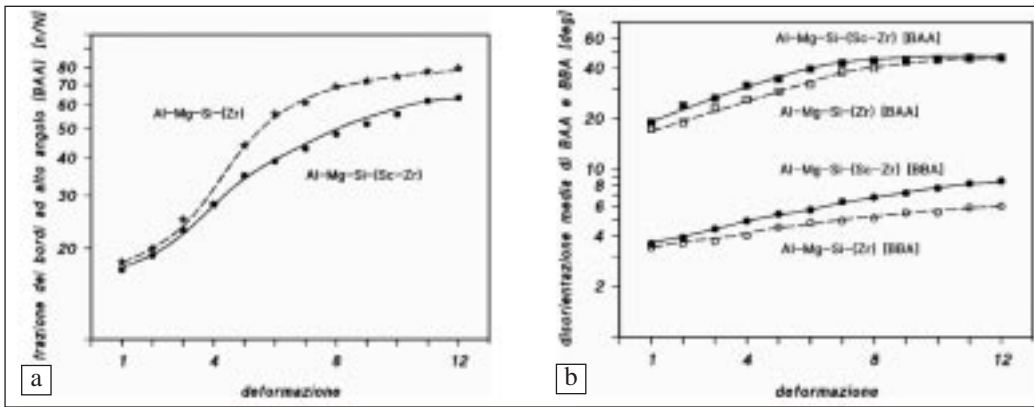 frazione dei bordi ad alto angolo (BAA) [n/N]
80
70
60
50
40
30
20
Al-Mg-Si-(Zr)
Al-Mg-Si-(Sc-Zr)
1
4
8
12
deformazione
a
disorientazione media di BAA e BBA [deg]
60
40
20
10
8
6
4
2
Al-Mg-Si-(Sc-Zr) [BAA]
Al-Mg-Si-(Zr) [BAA]
Al-Mg-Si-(Sc-Zr) [BBA]
Al-Mg-Si-(Zr) [BBA]
1
4
8
12
deformazione
b